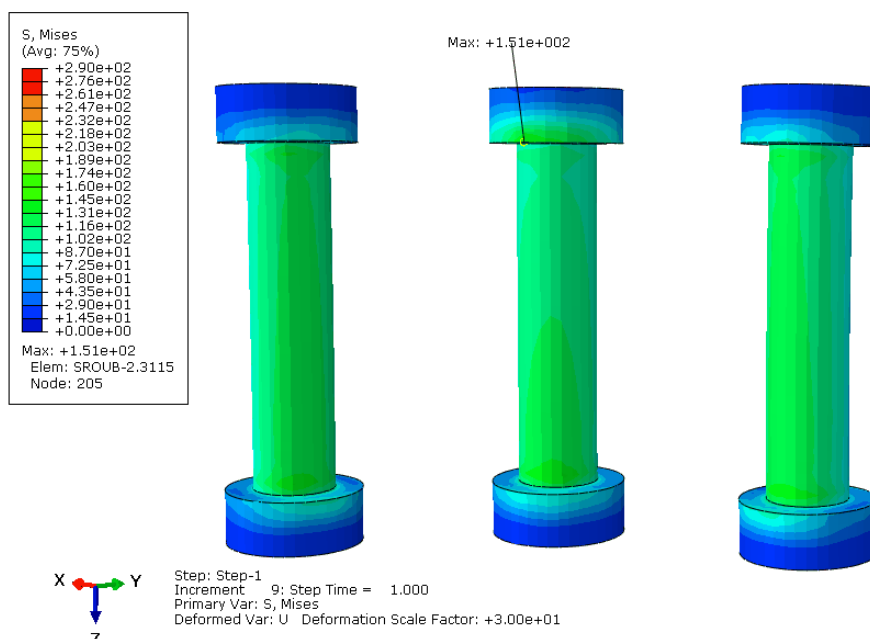 S, Mises
(Avg: 75%)
+2.90e+02
+2.76e+02
+2.61e+02
+2.47e+02
+2.32e+02
+2.18e+02
+2.03e+02
+1.89e+02
+1.74e+02
+1.60e+02
+1.45e+02
+1.31e+02
+1.16e+02
+1.02e+02
+8.70e+01
+7.25e+01
+5.80e+01
+4.35e+01
+2.90e+01
+1.45e+01
+0.00e+00
Max: +1.51e+02
Elem: SROUB-2.3115
Node: 205
Max: +1.51e+002
X
Y
Z
Step: Step-1
Increment 9: Step Time = 1.000
Primary Var: S, Mises
Deformed Var: U Deformation Scale Factor: +3.00e+01